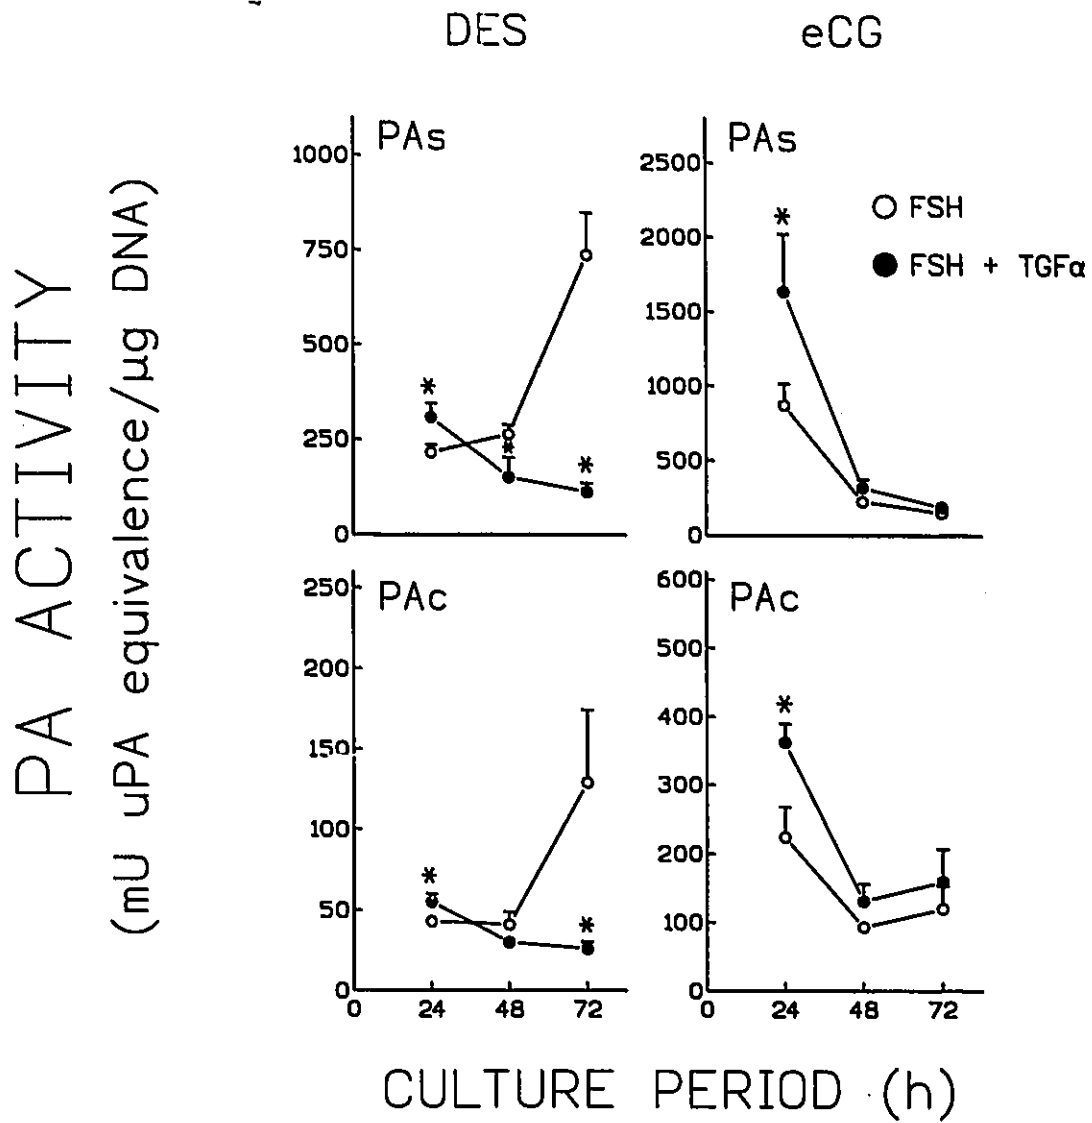 DES
eCG
PA ACTIVITY
(mU uPA equivalence/µg DNA)
PAs
1000
750
500
250
0
*
*
*
PAs
2500
2000
1500
1000
500
0
*
FSH
FSH + TGFα
PAc
250
200
150
100
50
0
*
*
0 24 48 72
PAc
600
500
400
300
200
100
0
*
0 24 48 72
CULTURE PERIOD (h)